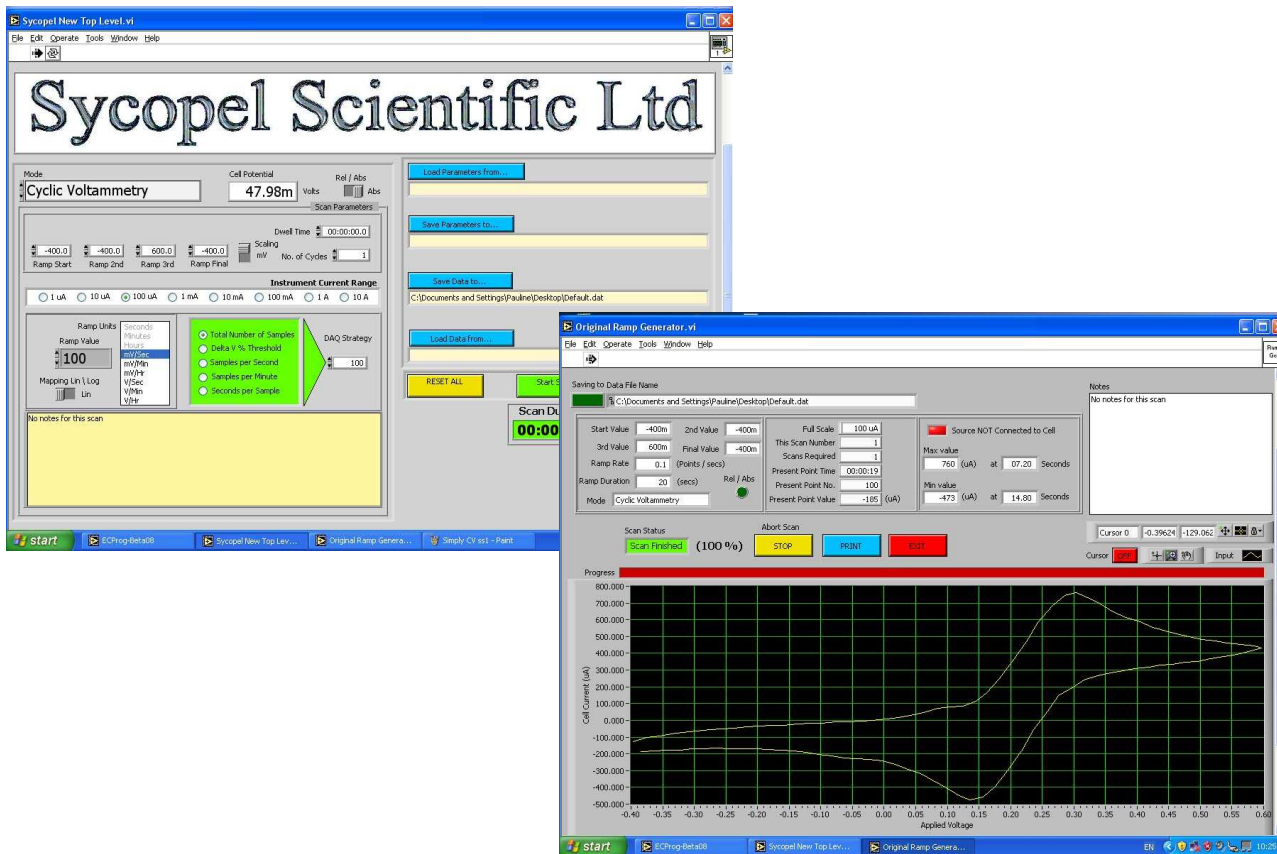 Sycopel New Top Level.vi
File Edit Operate Tools Window Help
1
Sycopel Scientific Ltd
Mode
Cyclic Voltammetry
Cell Potential
47.98m Volts
Rel / Abs
Abs
Scan Parameters
Dwell Time 00:00:00.0
-400.0 -400.0 600.0 -400.0
Ramp Start Ramp 2nd Ramp 3rd Ramp Final
Scaling
mV
No. of Cycles 1
Instrument Current Range
1 uA 10 uA 100 uA 1 mA 10 mA 100 mA 1 A 10 A
Ramp Units
Ramp Value
100
Mapping Lin \ Log
Lin
Seconds
Minutes
Hours
mV/Sec
mV/Min
mV/Hr
V/Sec
V/Min
V/Hr
Total Number of Samples
Delta V % Threshold
Samples per Second
Samples per Minute
Seconds per Sample
DAQ Strategy
100
No notes for this scan
Load Parameters from...
Save Parameters to...
Save Data to...
C:\Documents and Settings\Pauline\Desktop\Default.dat
Load Data from...
RESET ALL
Start S
Scan Du
00:00
start
ECProg-Beta08
Sycopel New Top Lev...
Original Ramp Genera...
Simply CV ss1 - Paint
Original Ramp Generator.vi
File Edit Operate Tools Window Help
Saving to Data File Name
C:\Documents and Settings\Pauline\Desktop\Default.dat
Notes
No notes for this scan
Start Value -400m 2nd Value -400m
3rd Value 600m Final Value -400m
Ramp Rate 0.1 (Points / secs)
Ramp Duration 20 (secs) Rel / Abs
Mode Cyclic Voltammetry
Full Scale 100 uA
This Scan Number 1
Scans Required 1
Present Point Time 00:00:19
Present Point No. 100
Present Point Value -185 (uA)
Source NOT Connected to Cell
Max value
760 (uA) at 07.20 Seconds
Min value
-473 (uA) at 14.80 Seconds
Scan Status
Scan Finished (100 %)
Abort Scan
STOP
PRINT
EXIT
Cursor 0 -0.39624 -129.062
Cursor OFF
Input
Progress
Cell Current (uA)
800.000
700.000
600.000
500.000
400.000
300.000
200.000
100.000
0.000
-100.000
-200.000
-300.000
-400.000
-500.000
-0.40 -0.35 -0.30 -0.25 -0.20 -0.15 -0.10 -0.05 0.00 0.05 0.10 0.15 0.20 0.25 0.30 0.35 0.40 0.45 0.50 0.55 0.60
Applied Voltage
start
ECProg-Beta08
Sycopel New Top Lev...
Original Ramp Genera...
EN
10:25